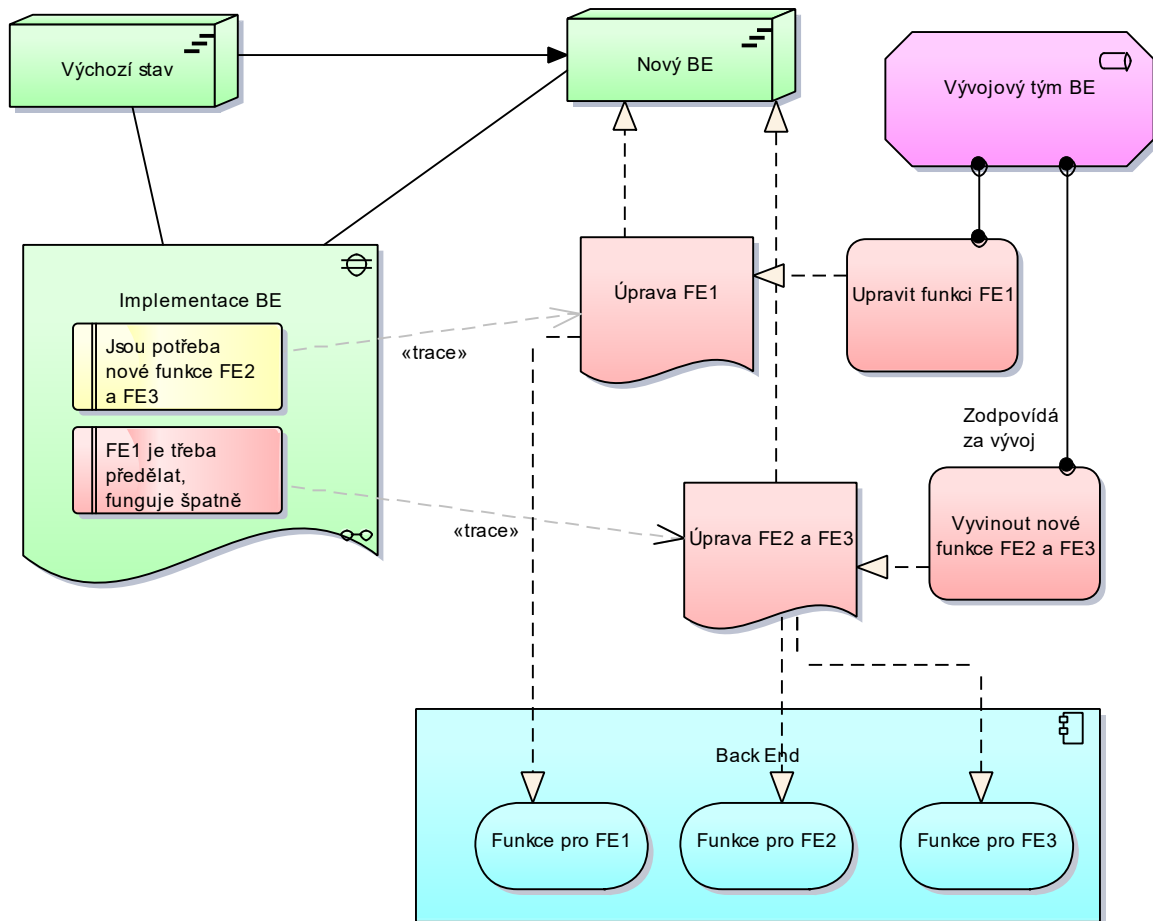 Výchozí stav
Nový BE
Vývojový tým BE
Implementace BE
Jsou potřeba
nové funkce FE2
a FE3
FE1 je třeba
předělat,
funguje špatně
«trace»
«trace»
Úprava FE1
Upravit funkci FE1
Zodpovídá
za vývoj
Úprava FE2 a FE3
Vyvinout nové
funkce FE2 a FE3
Back End
Funkce pro FE1
Funkce pro FE2
Funkce pro FE3